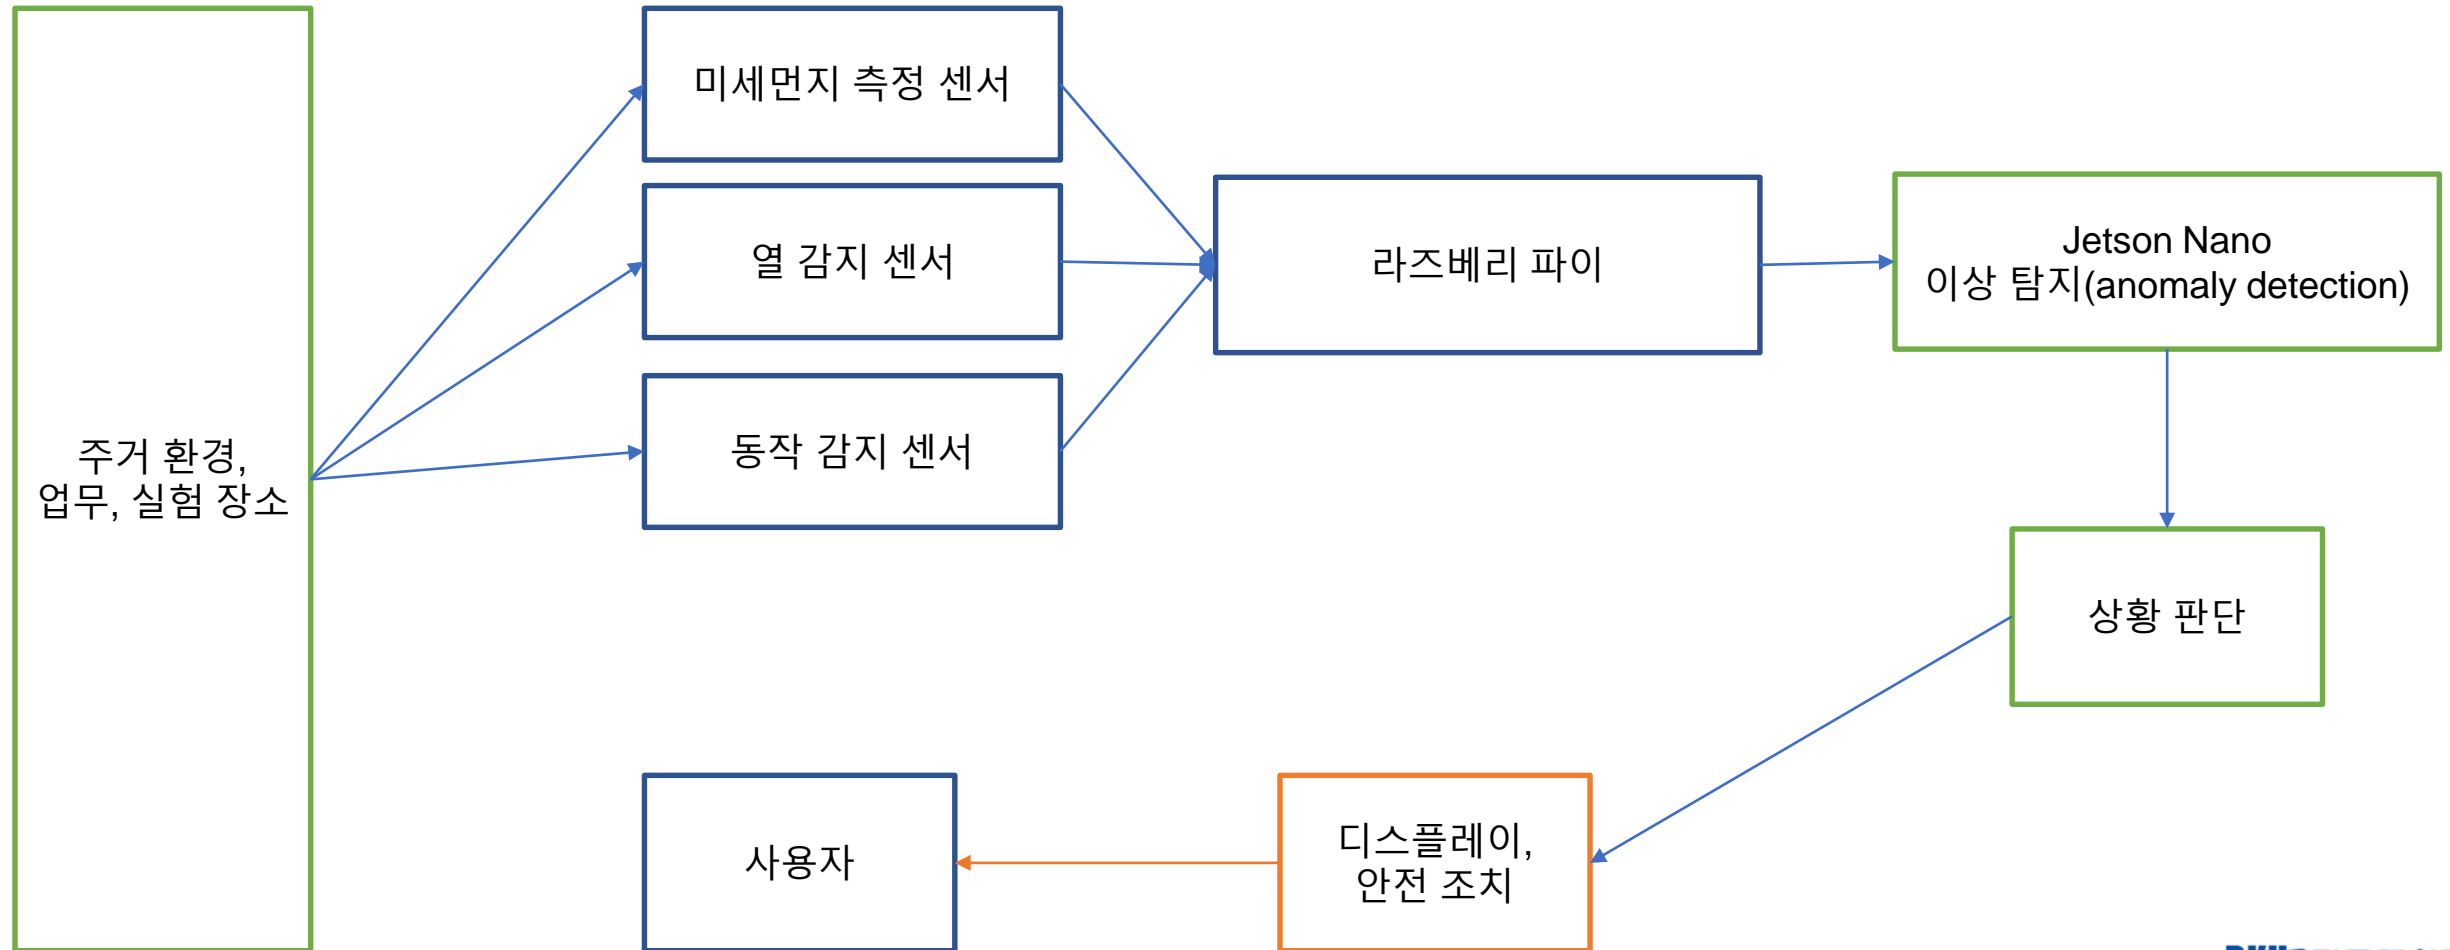 미세먼지 측정 센서
열 감지 센서
동작 감지 센서
주거 환경,
업무, 실험 장소
라즈베리 파이
Jetson Nano
이상 탐지(anomaly detection)
상황 판단
디스플레이,
안전 조치
사용자